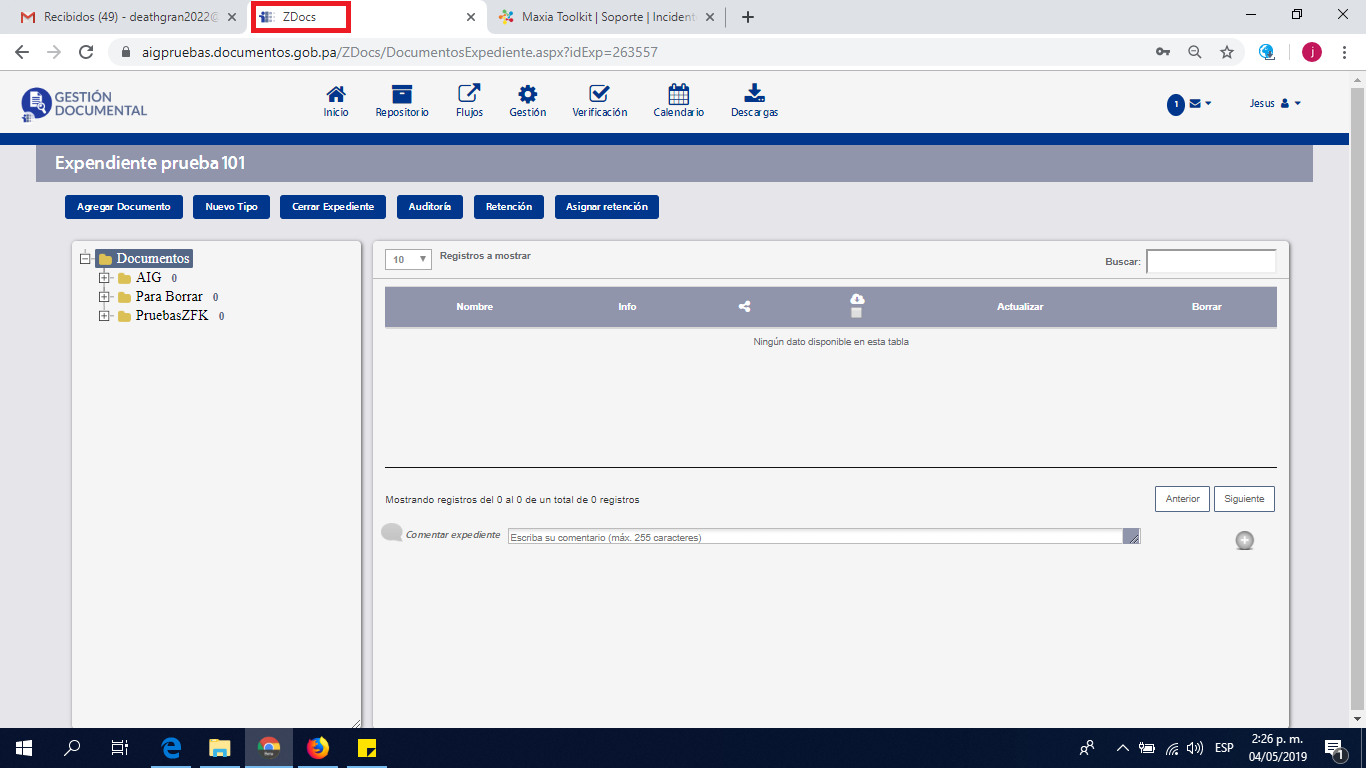 Recibidos (49) - deathgran2022@
ZDocs
Maxia Toolkit | Soporte | Incident
aigpruebas.documentos.gob.pa/ZDocs/DocumentosExpediente.aspx?idExp=263557
j
GESTIÓN
DOCUMENTAL
Inicio
Repositorio
Flujos
Gestión
Verificación
Calendario
Descargas
1
Jesus
Expendiente prueba101
Agregar Documento
Nuevo Tipo
Cerrar Expediente
Auditoría
Retención
Asignar retención
Documentos
AIG 0
Para Borrar 0
PruebasZFK 0
10
Registros a mostrar
Buscar:
Nombre
Info
Actualizar
Borrar
Ningún dato disponible en esta tabla
Mostrando registros del 0 al 0 de un total de 0 registros
Anterior
Siguiente
Comentar expediente
Escriba su comentario (máx. 255 caracteres)
ESP
2:26 p. m.
04/05/2019
1